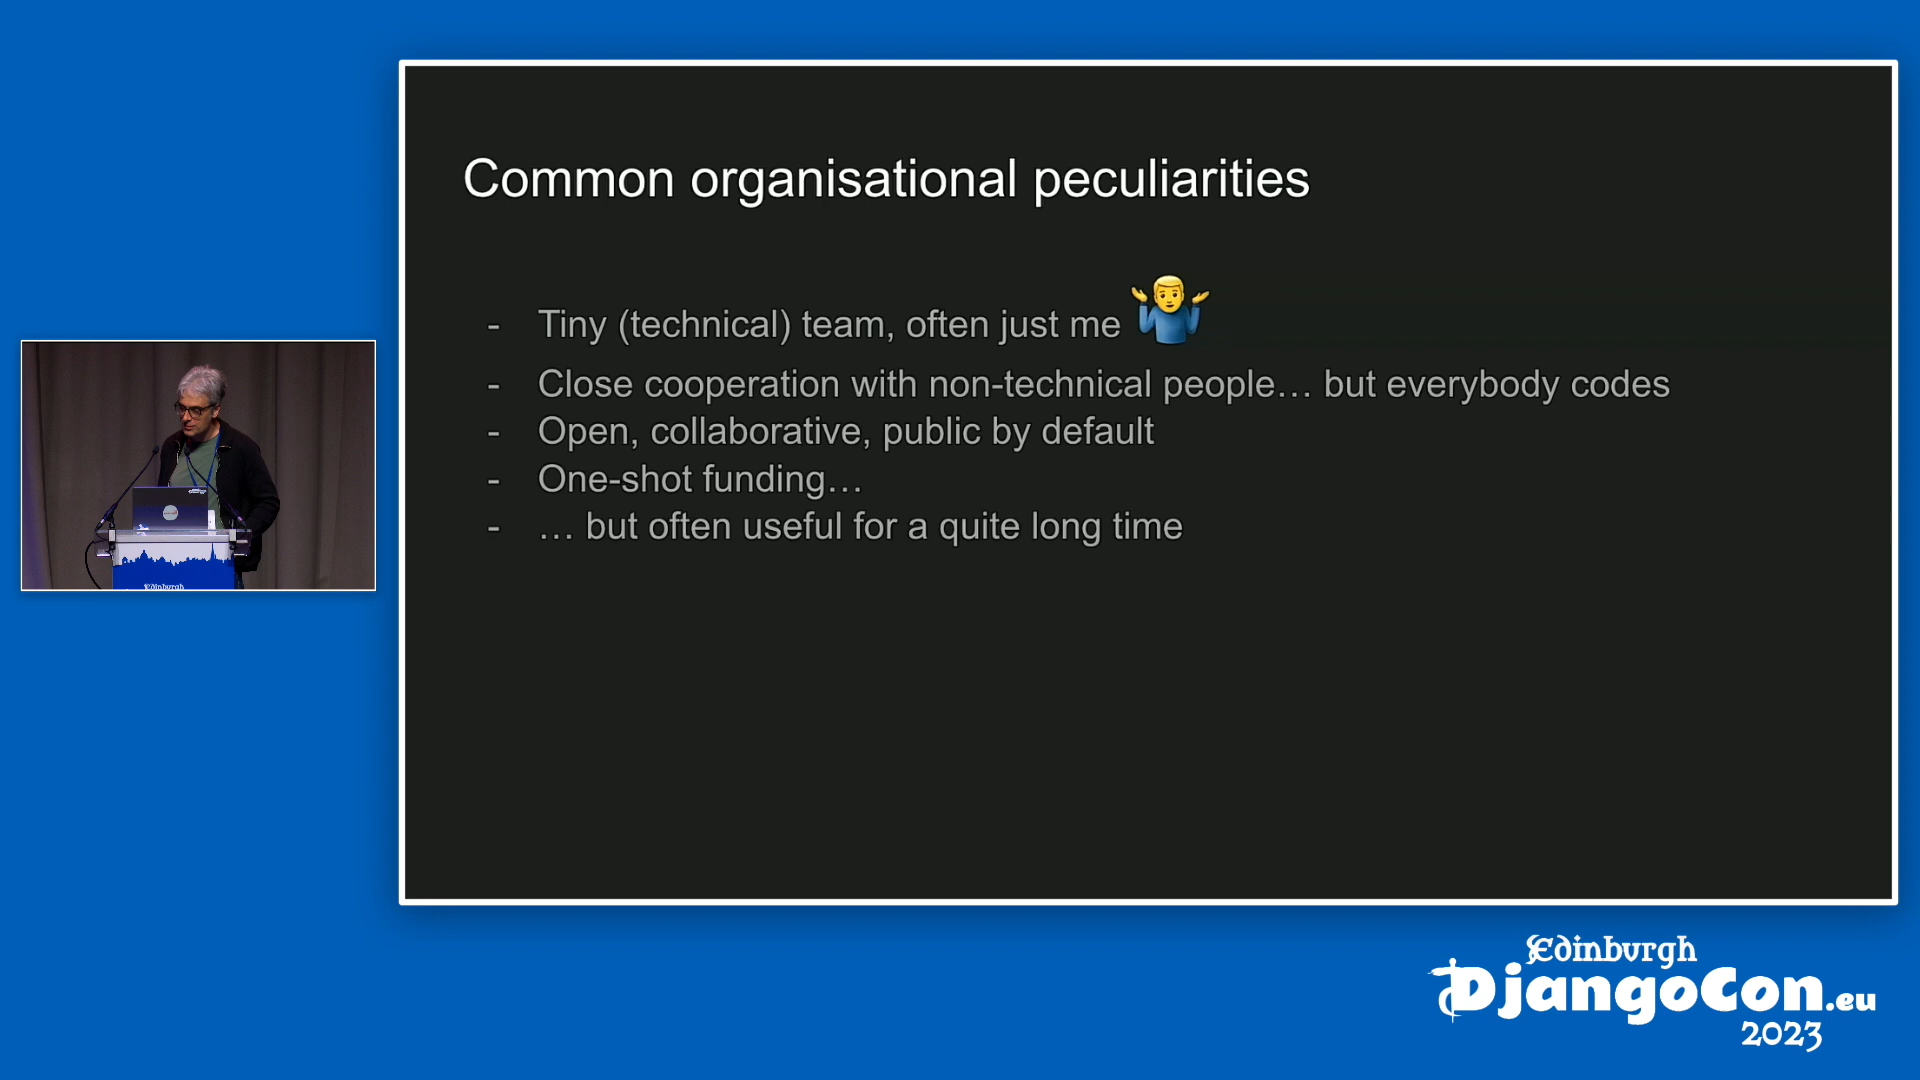 Common organisational peculiarities
- Tiny (technical) team, often just me 🤷‍♂️
- Close cooperation with non-technical people… but everybody codes
- Open, collaborative, public by default
- One-shot funding…
- … but often useful for a quite long time
Edinburgh
Edinburgh
DjangoCon.eu
2023